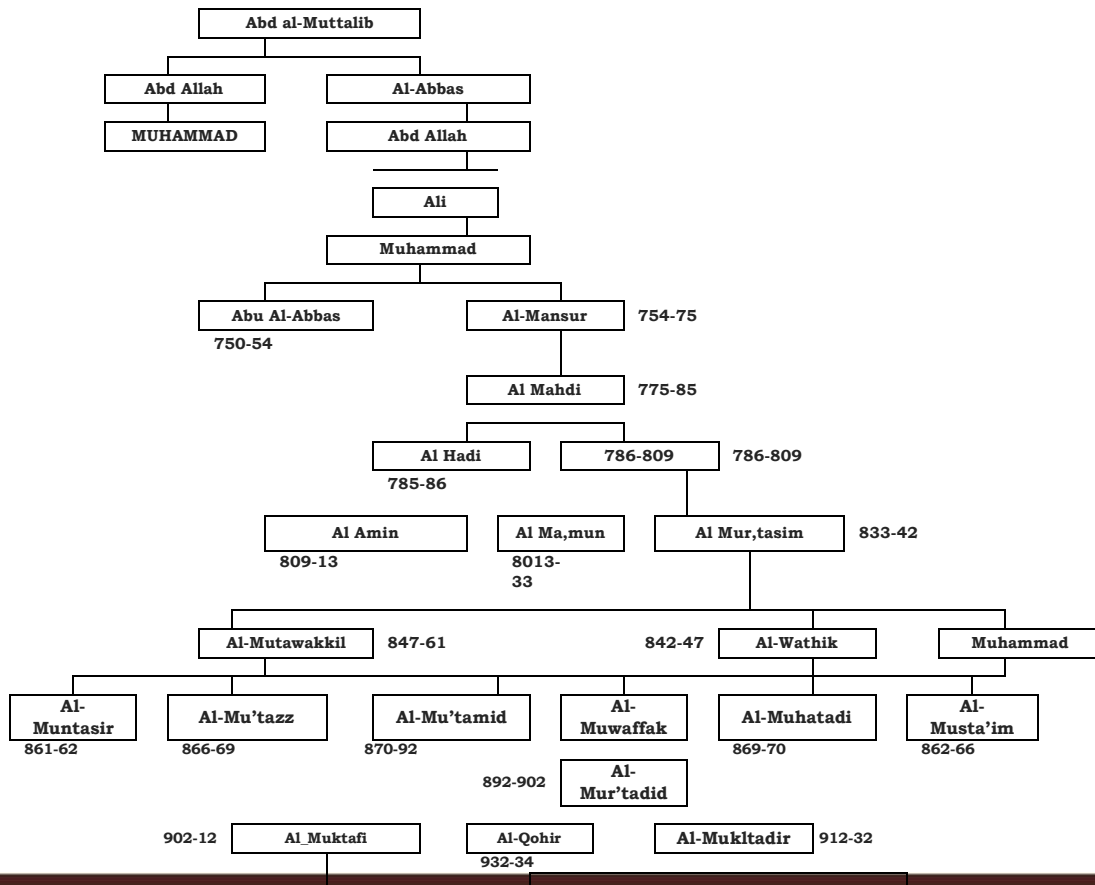 Abd al-Muttalib
Abd Allah
Al-Abbas
MUHAMMAD
Abd Allah
Ali
Muhammad
Abu Al-Abbas
Al-Mansur
754-75
750-54
Al Mahdi
775-85
Al Hadi
786-809
786-809
785-86
Al Amin
Al Ma,mun
Al Mur,tasim
833-42
809-13
8013-
33
Al-Mutawakkil
847-61
842-47
Al-Wathik
Muhammad
Al-
Muntasir
Al-Mu’tazz
Al-Mu’tamid
Al-
Muwaffak
Al-Muhatadi
Al-
Musta’im
861-62
866-69
870-92
869-70
862-66
892-902
Al-
Mur’tadid
902-12
Al_Muktafi
Al-Qohir
Al-Mukltadir
912-32
932-34